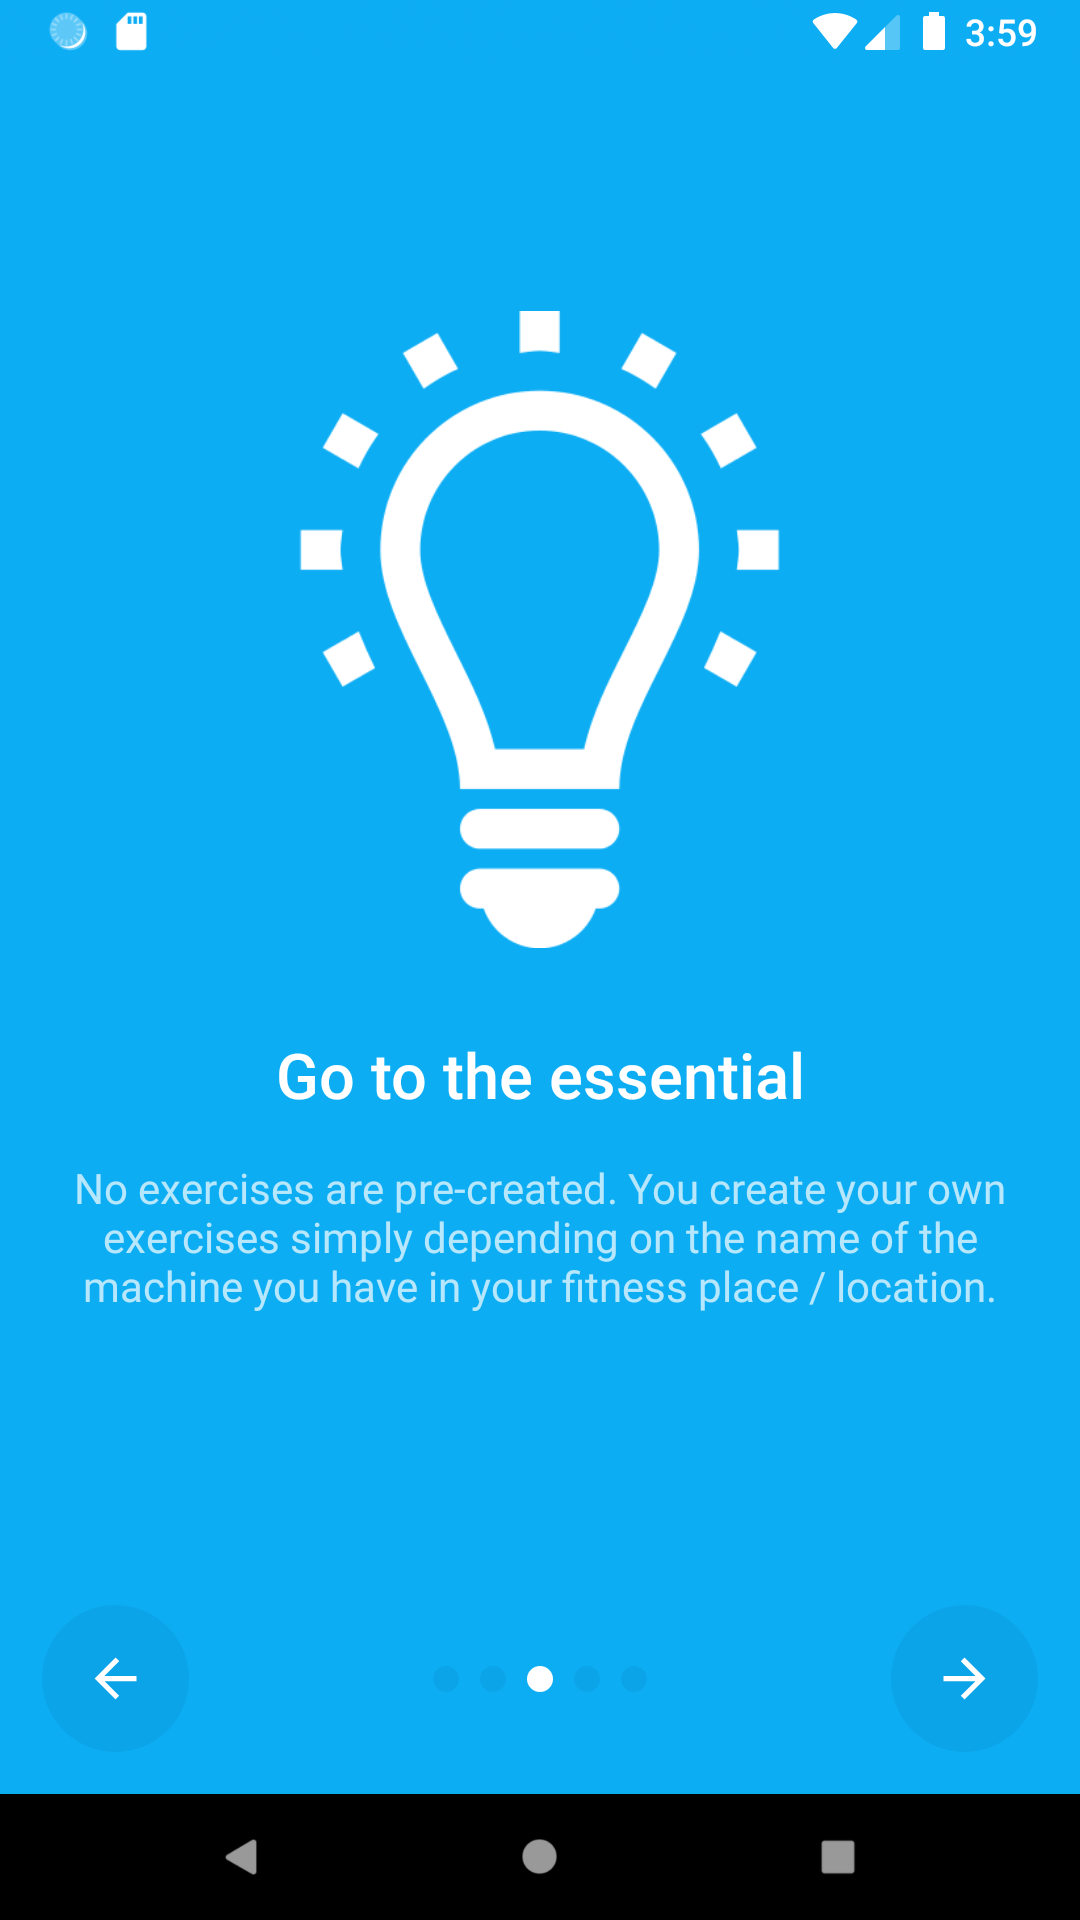 3:59
Go to the essential
No exercises are pre-created. You create your own
exercises simply depending on the name of the
machine you have in your fitness place / location.